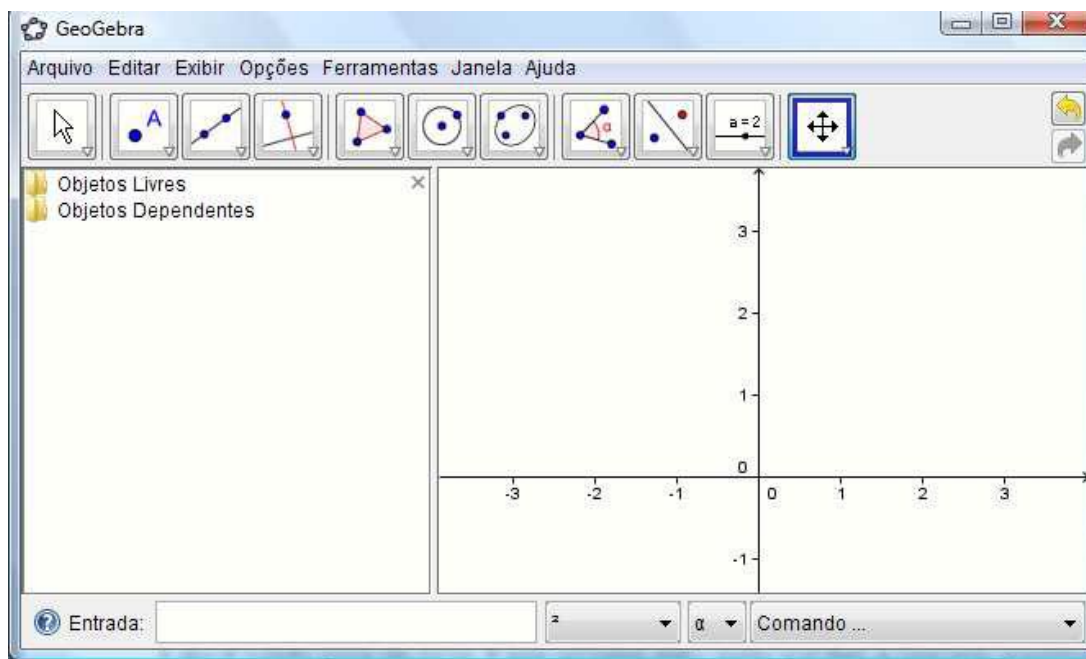 GeoGebra
Arquivo Editar Exibir Opções Ferramentas Janela Ajuda
A α a = 2
Objetos Livres
Objetos Dependentes
3
2
1
0
-3 -2 -1 0 1 2 3
-1
Entrada: ² α Comando ...